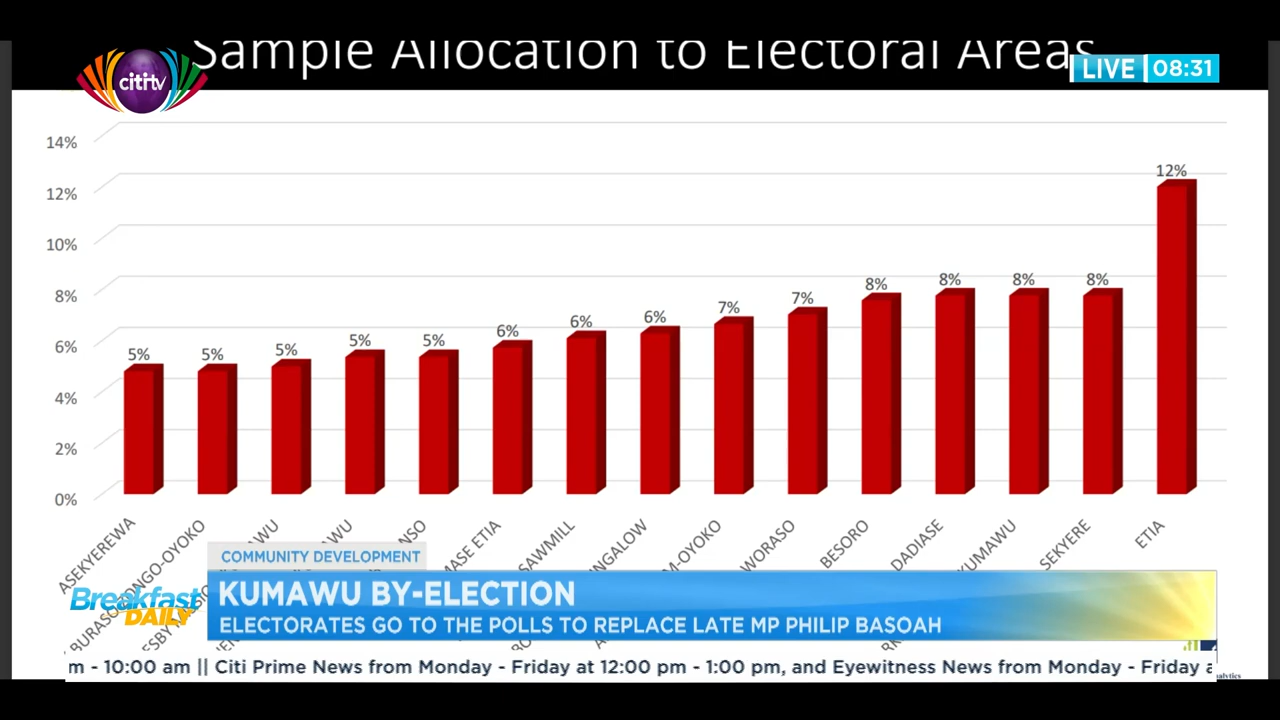 Sample Allocation to Electoral Areas
cititv
LIVE 08:31
14%
12%
10%
8%
6%
4%
2%
0%
5%
5%
5%
5%
5%
6%
6%
6%
7%
7%
8%
8%
8%
8%
12%
ASEKYEREWA
ONGO-OYOKO
SAWMILL
WORASO
BESORO
DADIASE
KUMAWU
SEKYERE
ETIA
COMMUNITY DEVELOPMENT
KUMAWU BY-ELECTION
ELECTORATES GO TO THE POLLS TO REPLACE LATE MP PHILIP BASOAH
Breakfast
DAILY
m - 10:00 am || Citi Prime News from Monday - Friday at 12:00 pm - 1:00 pm, and Eyewitness News from Monday - Friday a